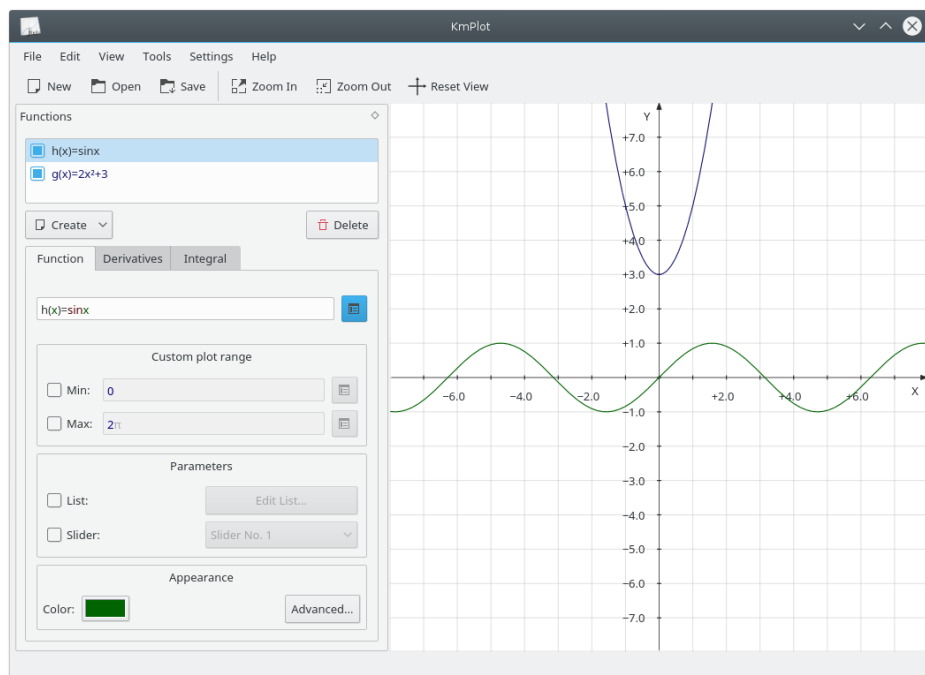 KmPlot
File Edit View Tools Settings Help
New Open Save Zoom In Zoom Out Reset View
Functions
h(x)=sinx
g(x)=2x²+3
Create Delete
Function Derivatives Integral
h(x)=sinx
Custom plot range
Min: 0
Max: 2π
Parameters
List: Edit List...
Slider: Slider No. 1
Appearance
Color: Advanced...
Y
+7.0
+6.0
+5.0
+4.0
+3.0
+2.0
+1.0
−6.0 −4.0 −2.0 +2.0 +4.0 +6.0 X
−1.0
−2.0
−3.0
−4.0
−5.0
−6.0
−7.0